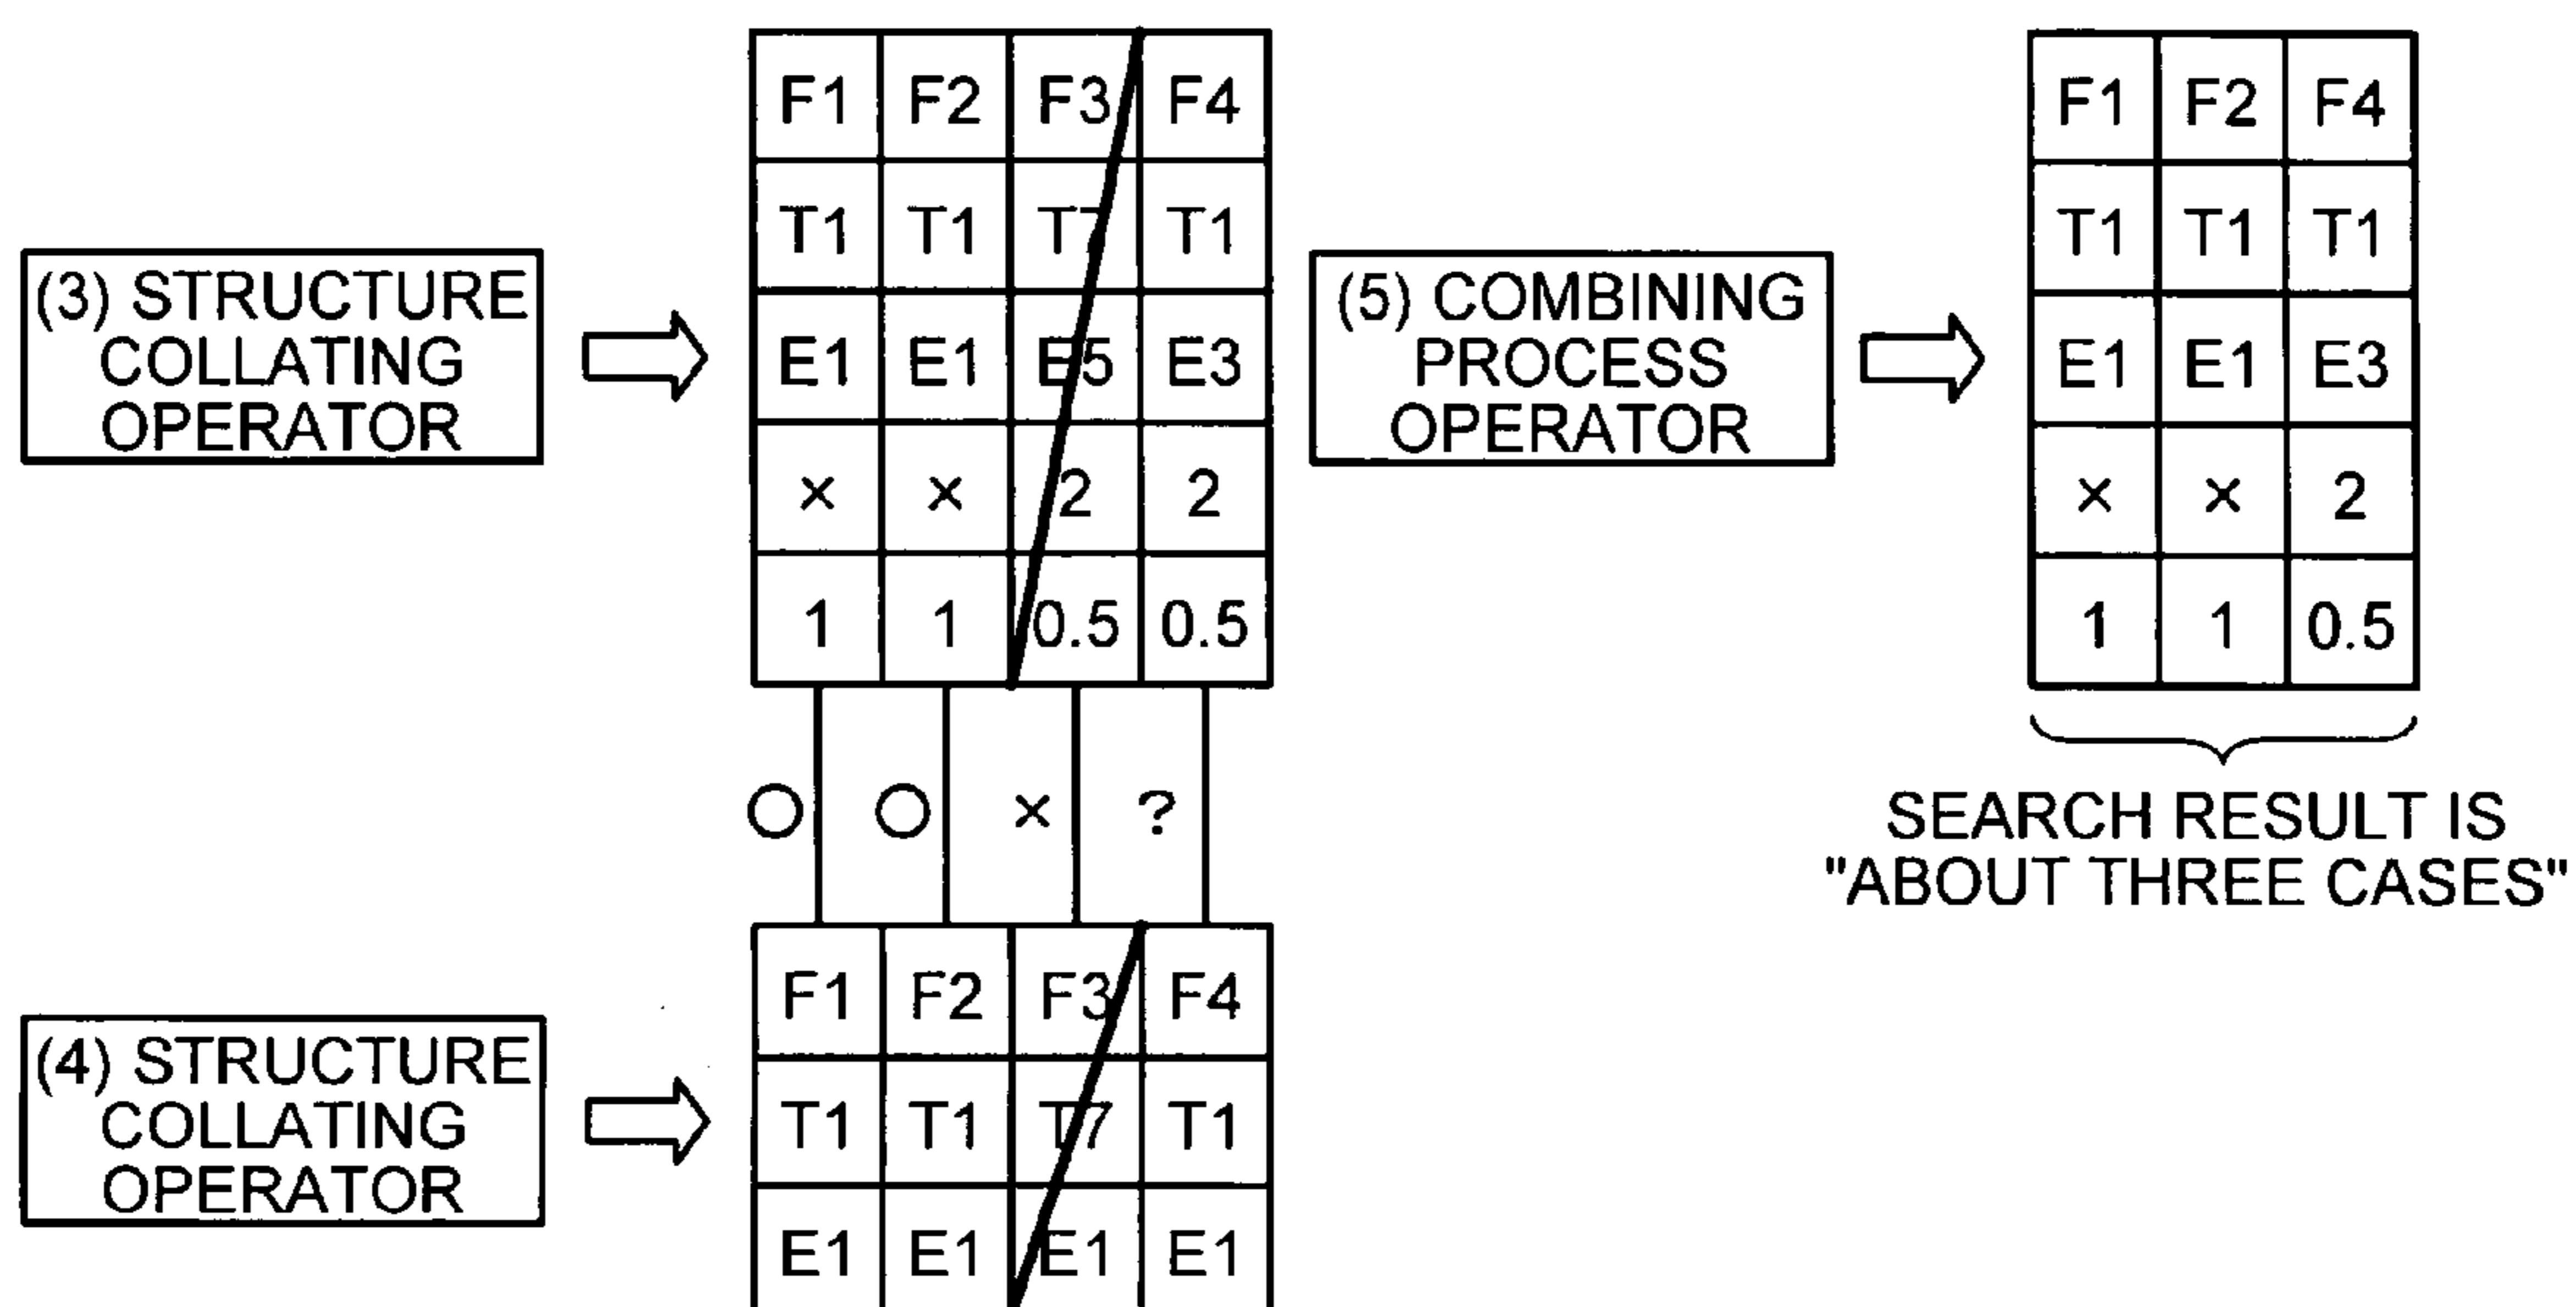 F1 F2 F3 F4
T1 T1 T7 T1
E1 E1 E5 E3
× × 2 2
1 1 0.5 0.5
(3) STRUCTURE
COLLATING
OPERATOR
(5) COMBINING
PROCESS
OPERATOR
F1 F2 F4
T1 T1 T1
E1 E1 E3
× × 2
1 1 0.5
○ ○ × ?
SEARCH RESULT IS
"ABOUT THREE CASES"
(4) STRUCTURE
COLLATING
OPERATOR
F1 F2 F3 F4
T1 T1 T7 T1
E1 E1 E1 E1